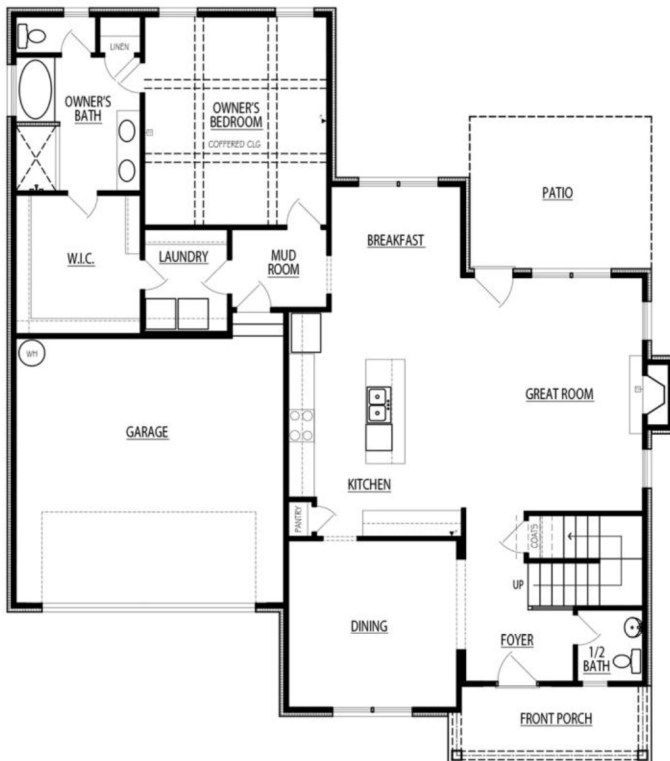 LINEN
OWNER'S
BATH
OWNER'S
BEDROOM
COFFERED CLG
PATIO
BREAKFAST
W.I.C.
LAUNDRY
MUD
ROOM
WH
GARAGE
GREAT ROOM
KITCHEN
PANTRY
COATS
UP
DINING
FOYER
1/2
BATH
FRONT PORCH